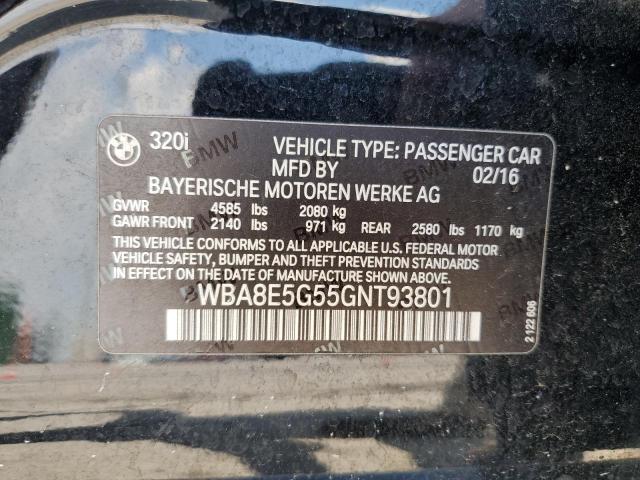 320i VEHICLE TYPE: PASSENGER CAR
MFD BY 02/16
BAYERISCHE MOTOREN WERKE AG
GVWR 4585 lbs 2080 kg
GAWR FRONT 2140 lbs 971 kg REAR 2580 lbs 1170 kg
THIS VEHICLE CONFORMS TO ALL APPLICABLE U.S. FEDERAL MOTOR
VEHICLE SAFETY, BUMPER AND THEFT PREVENTION STANDARDS
IN EFFECT ON THE DATE OF MANUFACTURE SHOWN ABOVE.
WBA8E5G55GNT93801
2 122 606